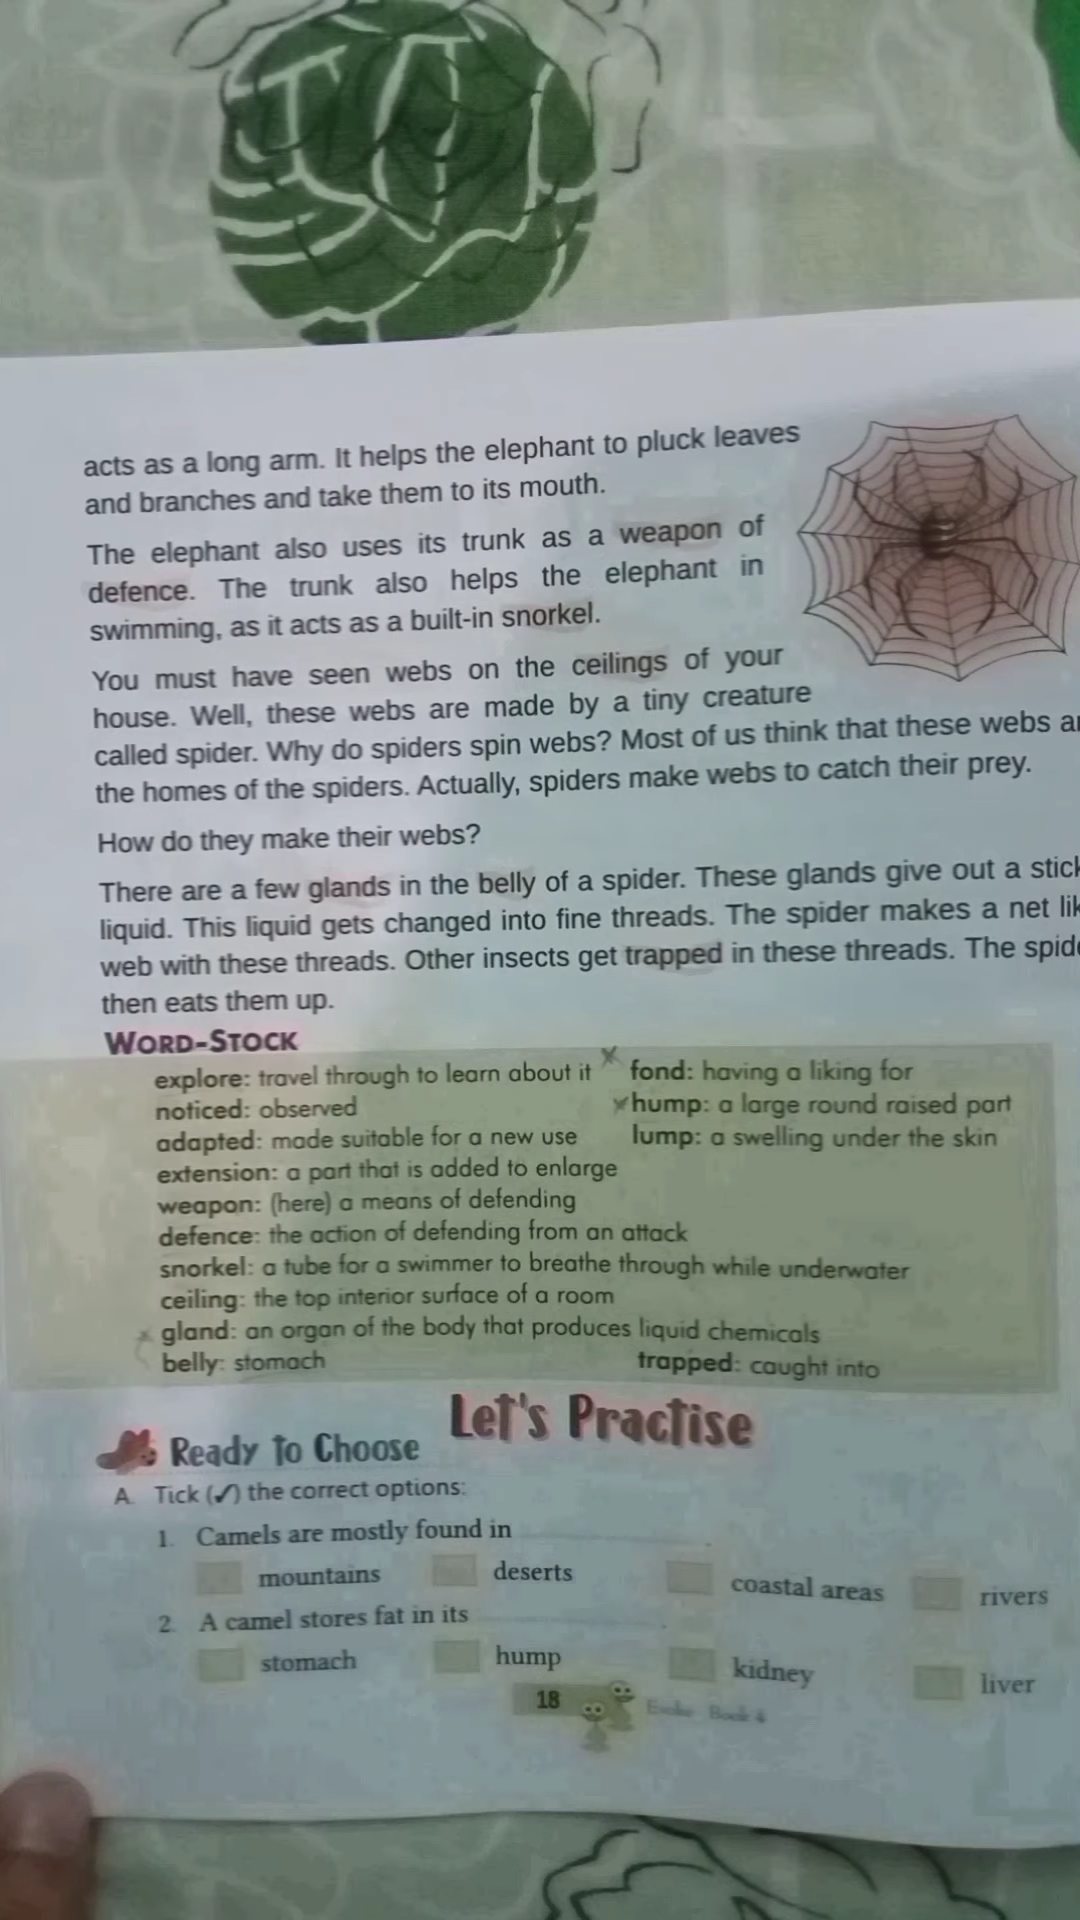 acts as a long arm. It helps the elephant to pluck leaves
and branches and take them to its mouth.
The elephant also uses its trunk as a weapon of
defence. The trunk also helps the elephant in
swimming, as it acts as a built-in snorkel.
You must have seen webs on the ceilings of your
house. Well, these webs are made by a tiny creature
called spider. Why do spiders spin webs? Most of us think that these webs
the homes of the spiders. Actually, spiders make webs to catch their prey.
How do they make their webs?
There are a few glands in the belly of a spider. These glands give out a
liquid. This liquid gets changed into fine threads. The spider makes a net
web with these threads. Other insects get trapped in these threads. The
then eats them up.
WORD-STOCK
explore: travel through to learn about it fond: having a liking for
noticed: observed hump: a large round raised part
adapted: made suitable for a new use lump: a swelling under the skin
extension: a part that is added to enlarge
weapon: (here) a means of defending
defence: the action of defending from an attack
snorkel: a tube for a swimmer to breathe through while underwater
ceiling: the top interior surface of a room
gland: an organ of the body that produces liquid chemicals
belly: stomach trapped: caught into
Let's Practise
Ready to Choose
A. Tick (✓) the correct options:
1. Camels are mostly found in
mountains deserts coastal areas rivers
2. A camel stores fat in its
stomach hump kidney liver
18 Book 4